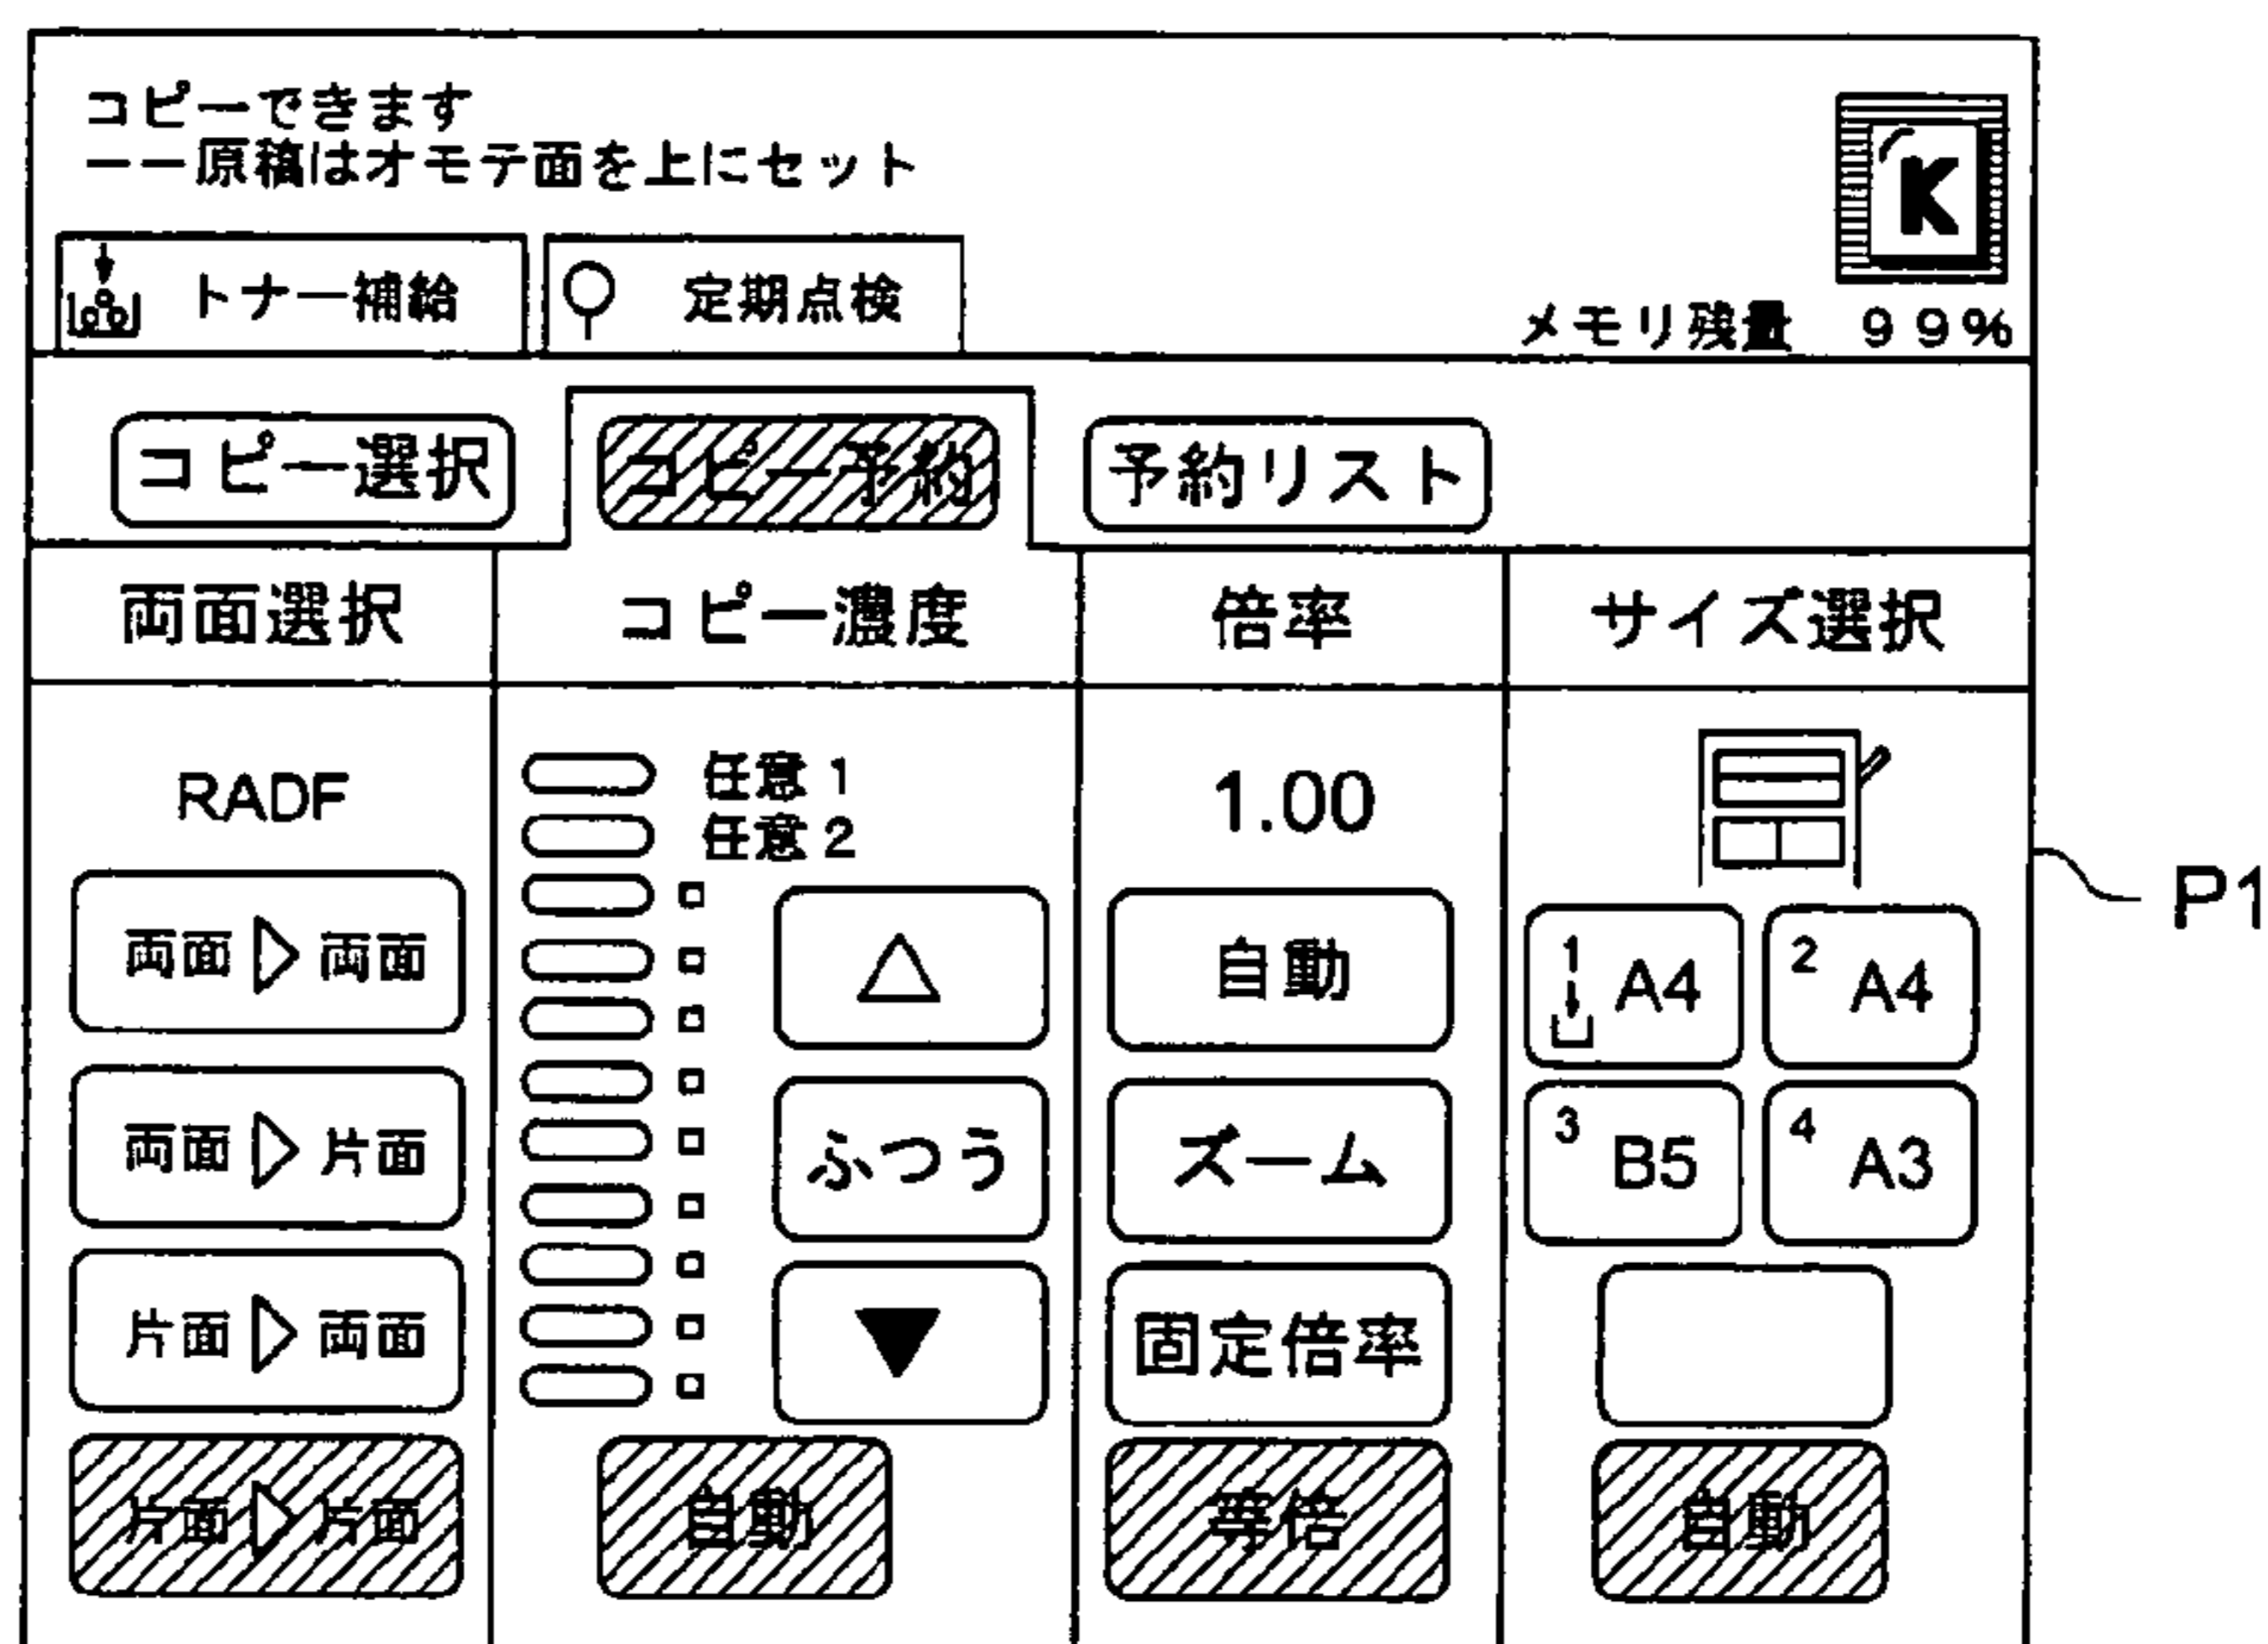 コピーできます
ーー原稿はオモテ面を上にセット
K
トナー補給 定期点検
メモリ残量 99%
コピー選択 コピー予約 予約リスト
両面選択 コピー濃度 倍率 サイズ選択
RADF
両面▷両面
両面▷片面
片面▷両面
片面▷片面
任意1
任意2
△
ふつう
▼
自動
1.00
自動
ズーム
固定倍率
等倍
1 A4
2 A4
3 B5
4 A3
自動
P1